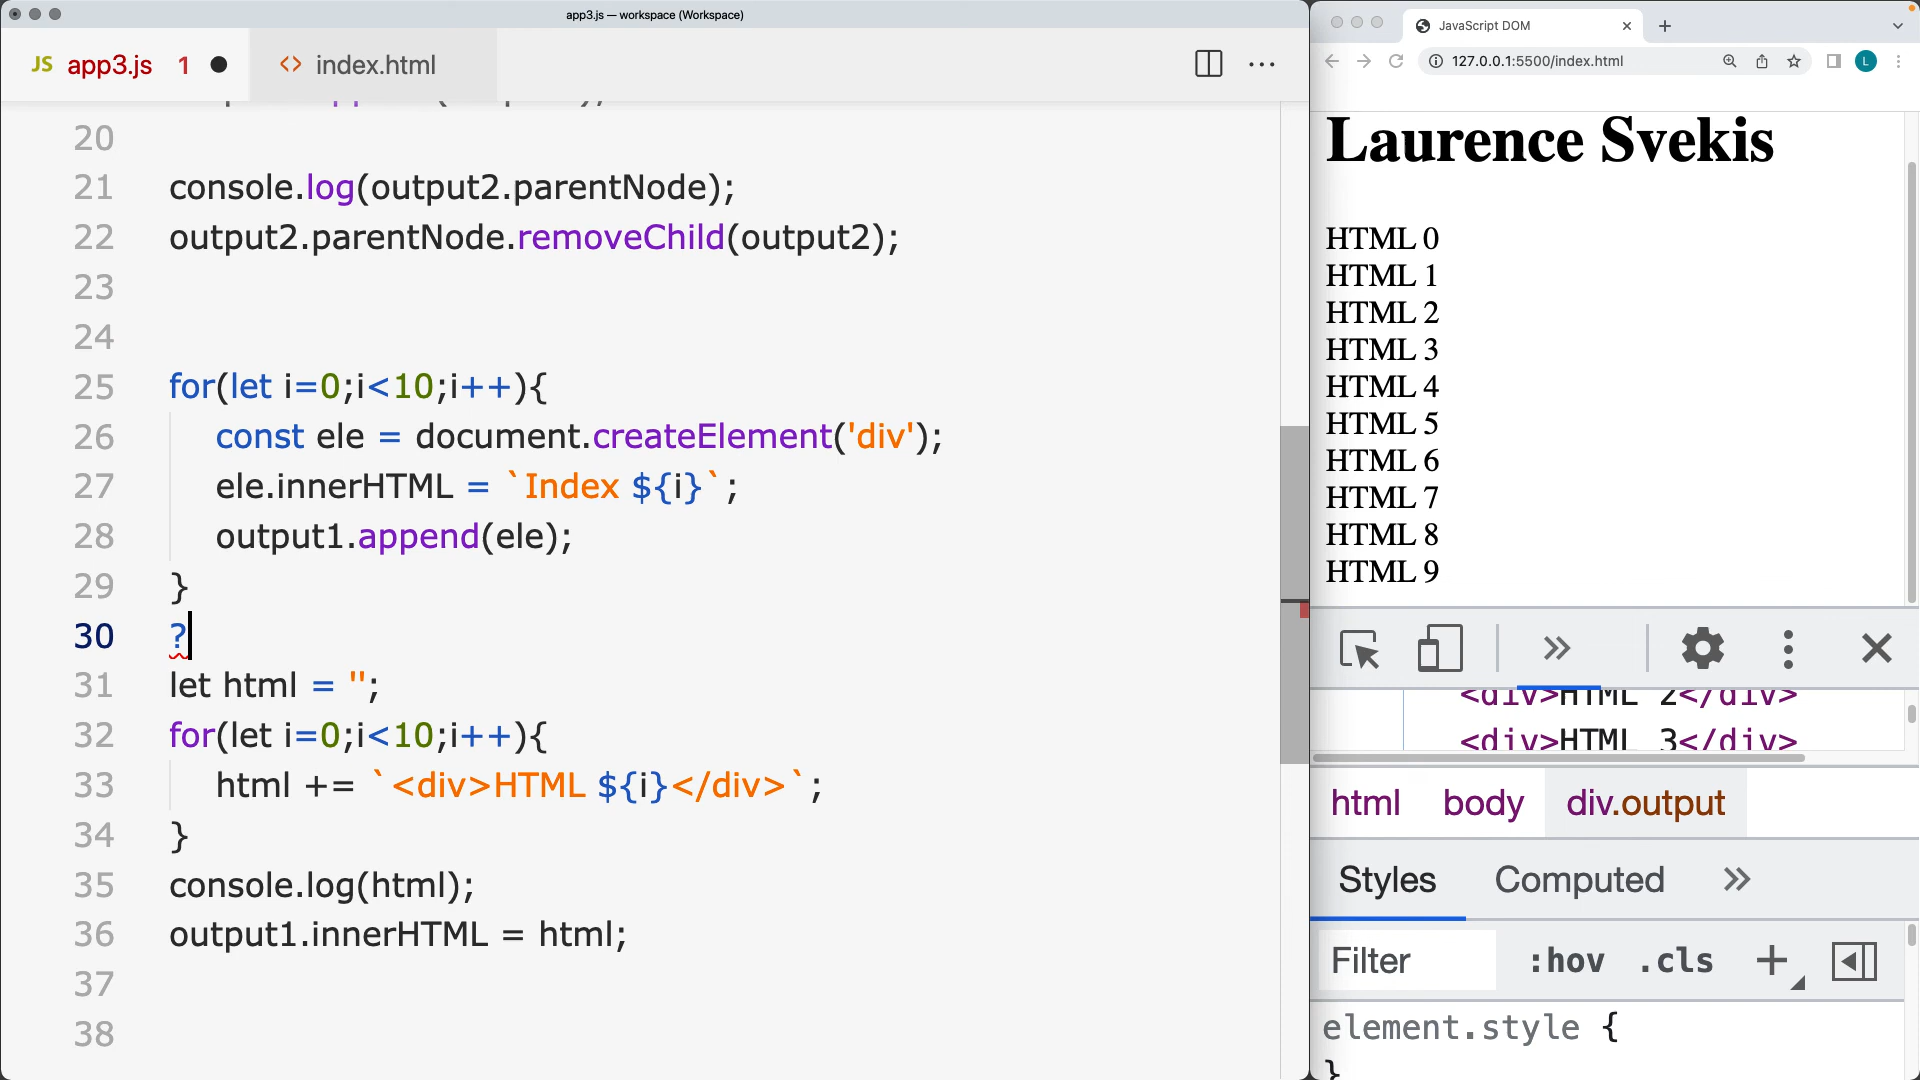 app3.js — workspace (Workspace)
JS app3.js 1
<> index.html
20
21 console.log(output2.parentNode);
22 output2.parentNode.removeChild(output2);
23
24
25 for(let i=0;i<10;i++){
26 const ele = document.createElement('div');
27 ele.innerHTML = `Index ${i}`;
28 output1.append(ele);
29 }
30 ?
31 let html = '';
32 for(let i=0;i<10;i++){
33 html += `<div>HTML ${i}</div>`;
34 }
35 console.log(html);
36 output1.innerHTML = html;
37
38
JavaScript DOM
127.0.0.1:5500/index.html
L
Laurence Svekis
HTML 0
HTML 1
HTML 2
HTML 3
HTML 4
HTML 5
HTML 6
HTML 7
HTML 8
HTML 9
<div>HTML 2</div>
<div>HTML 3</div>
html body div.output
Styles Computed
Filter :hov .cls
element.style {
}